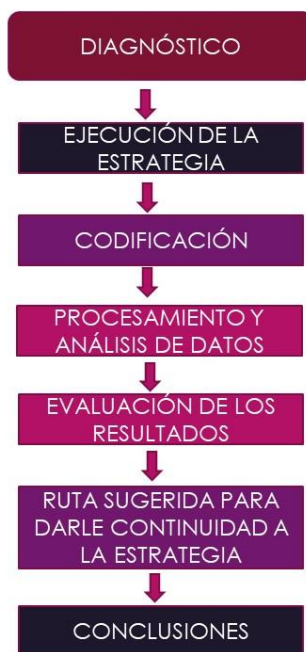 DIAGNÓSTICO
EJECUCIÓN DE LA
ESTRATEGIA
CODIFICACIÓN
PROCESAMIENTO Y
ANÁLISIS DE DATOS
EVALUACIÓN DE LOS
RESULTADOS
RUTA SUGERIDA PARA
DARLE CONTINUIDAD A
LA ESTRATEGIA
CONCLUSIONES